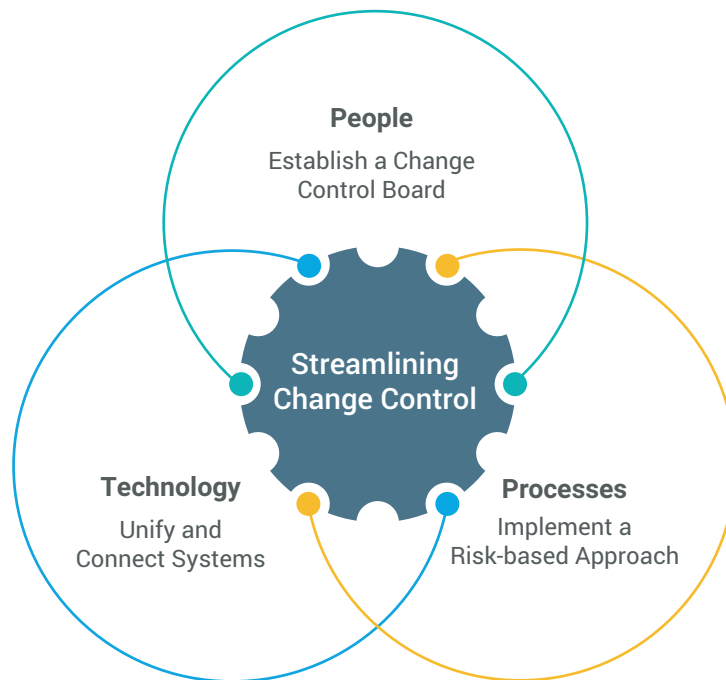 People
Establish a Change
Control Board
Streamlining
Change Control
Technology
Unify and
Connect Systems
Processes
Implement a
Risk-based Approach